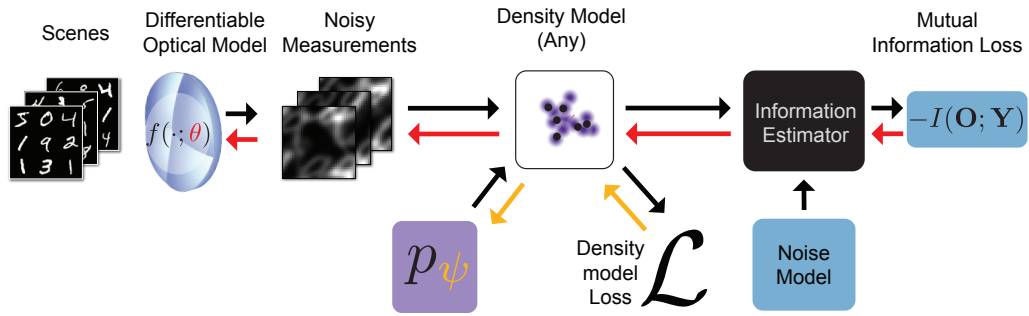 Scenes
Differentiable
Optical Model
Noisy
Measurements
Density Model
(Any)
Mutual
Information Loss
5 0 4
1 9 2
1 3 1
f(·; θ)
Information
Estimator
−I(O; Y)
p_ψ
Density
model
Loss
ℒ
Noise
Model